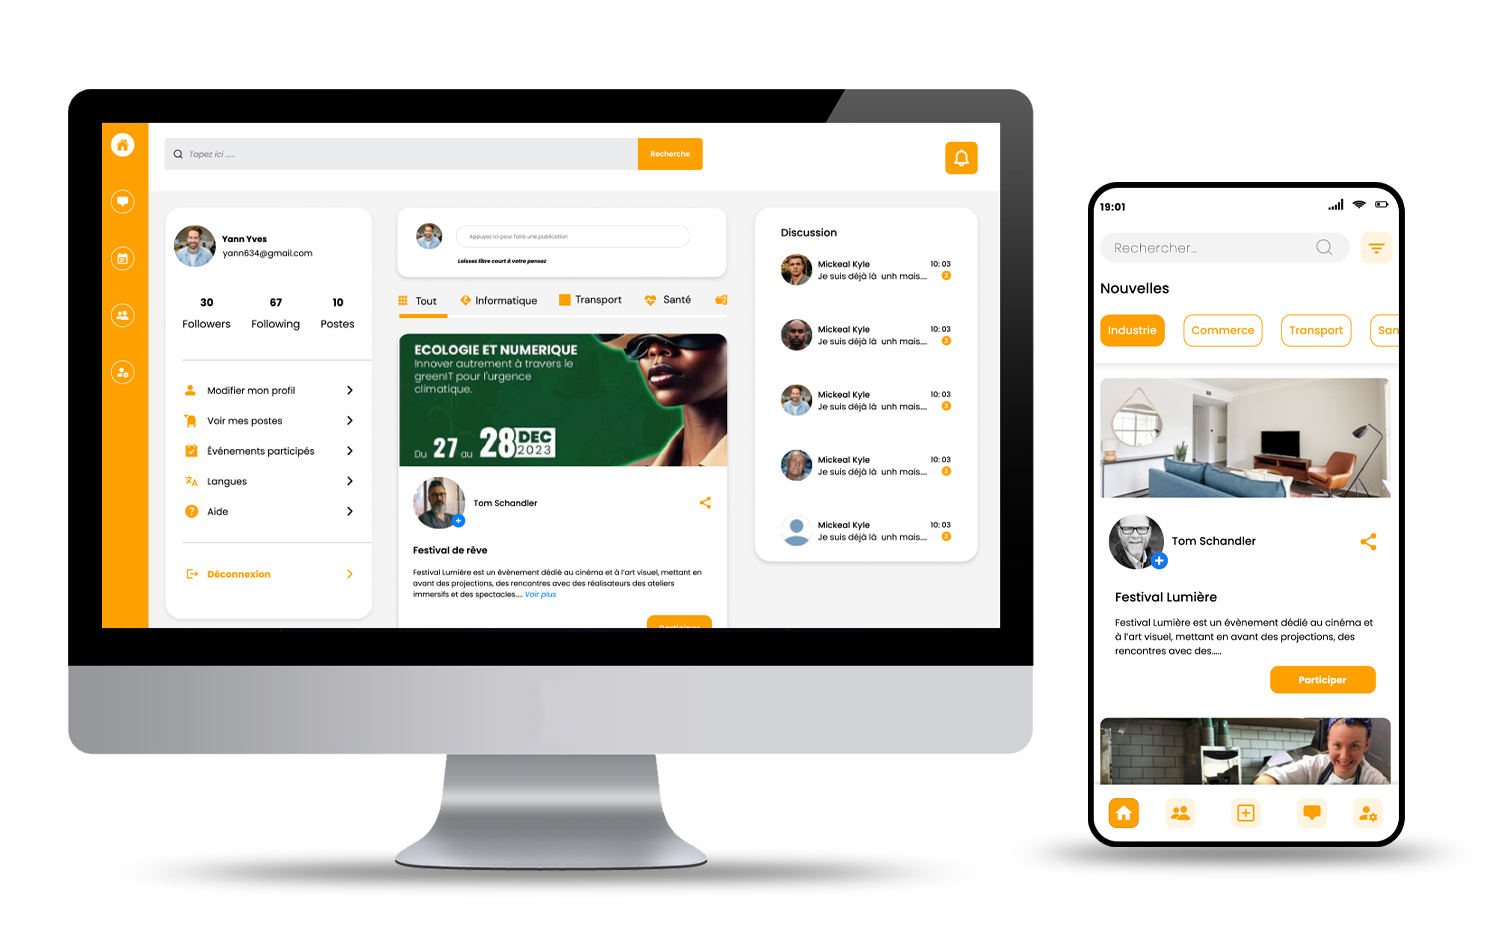 Tapez ici .....
Recherche
Yann Yves
yann634@gmail.com
30
67
10
Followers
Following
Postes
Modifier mon profil
Voir mes postes
Événements participés
Langues
Aide
Déconnexion
Appuyez ici pour faire une publication
Laissez libre court à votre pensez
Tout
Informatique
Transport
Santé
ECOLOGIE ET NUMERIQUE
Innover autrement à travers le
greenIT pour l'urgence
climatique.
Du 27 au 28 DEC 2023
Tom Schandler
Festival de rêve
Festival Lumière est un évènement dédié au cinéma et à l'art visuel, mettant en
avant des projections, des rencontres avec des réalisateurs des ateliers
immersifs et des spectacles.... Voir plus
Participer
Discussion
Mickeal Kyle 10: 03
Je suis déjà là unh mais.... 3
Mickeal Kyle 10: 03
Je suis déjà là unh mais.... 3
Mickeal Kyle 10: 03
Je suis déjà là unh mais.... 3
Mickeal Kyle 10: 03
Je suis déjà là unh mais.... 3
Mickeal Kyle 10: 03
Je suis déjà là unh mais.... 3
19:01
Rechercher...
Nouvelles
Industrie
Commerce
Transport
San
Tom Schandler
Festival Lumière
Festival Lumière est un évènement dédié au cinéma et
à l'art visuel, mettant en avant des projections, des
rencontres avec des.....
Participer